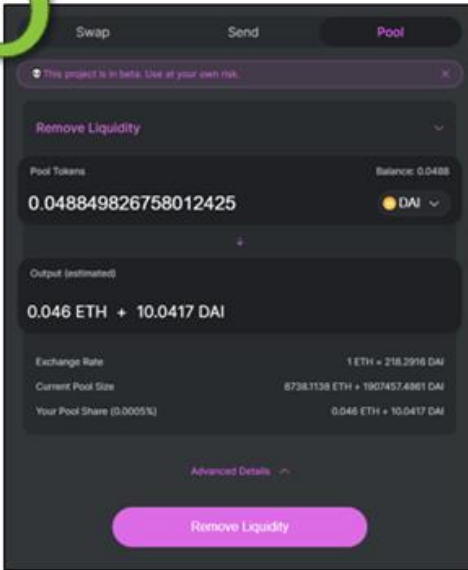 Swap Send Pool
This project is in beta. Use at your own risk.
Remove Liquidity
Pool Tokens Balance: 0.0488
0.048849826758012425 DAI
Output (estimated)
0.046 ETH + 10.0417 DAI
Exchange Rate 1 ETH = 218.2916 DAI
Current Pool Size 8738.1138 ETH + 1907457.4861 DAI
Your Pool Share (0.0005%) 0.046 ETH + 10.0417 DAI
Advanced Details
Remove Liquidity